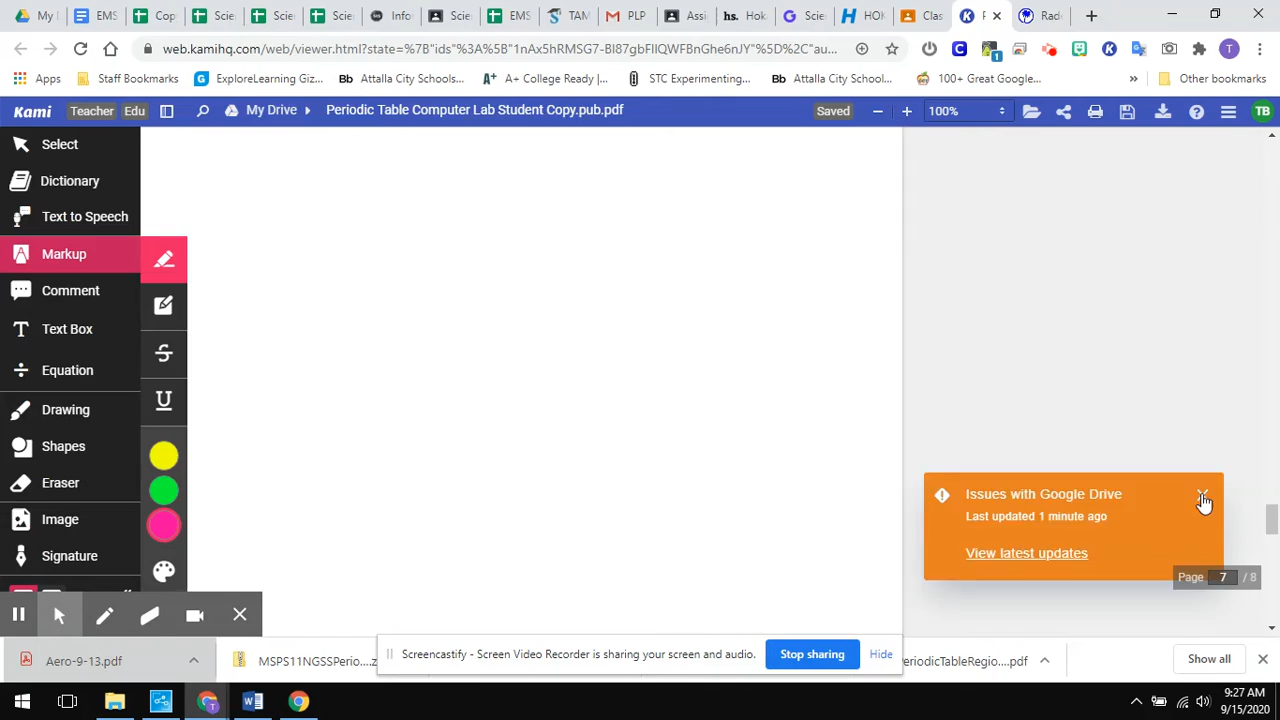 My D
EMS
Cop
Scie
Scie
Scie
Info
Scie
EMS
TAM
PLP
Assi
hs. Hok
Scie
HOK
Clas
P
Rad
web.kamihq.com/web/viewer.html?state=%7B"ids"%3A%5B"1nAx5hRMSG7-Bl87gbFIlQWFBnGhe6nJY"%5D%2C"au...
Apps
Staff Bookmarks
ExploreLearning Giz...
Bb Attalla City Schools...
A+ College Ready |...
STC Experimenting...
Bb Attalla City School...
100+ Great Google...
»
Other bookmarks
Kami
Teacher
Edu
My Drive
Periodic Table Computer Lab Student Copy.pub.pdf
Saved
100%
TB
Select
Dictionary
Text to Speech
Markup
Comment
Text Box
Equation
Drawing
Shapes
Eraser
Image
Signature
Issues with Google Drive
Last updated 1 minute ago
View latest updates
Page 7 / 8
Screencastify - Screen Video Recorder is sharing your screen and audio.
Stop sharing
Hide
Aero-9-13.pdf
MSPS11NGSSPerio....z
eriodicTableRegio....pdf
Show all
9:27 AM
9/15/2020